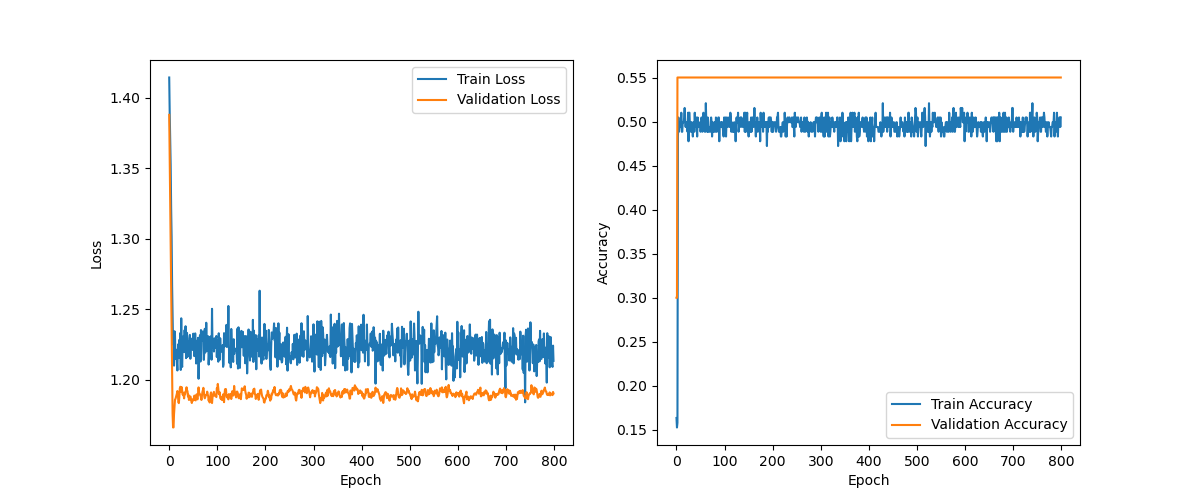 Train Loss
Validation Loss
1.40
1.35
1.30
1.25
1.20
Loss
0 100 200 300 400 500 600 700 800
Epoch
0.55
0.50
0.45
0.40
0.35
0.30
0.25
0.20
0.15
Accuracy
Train Accuracy
Validation Accuracy
0 100 200 300 400 500 600 700 800
Epoch